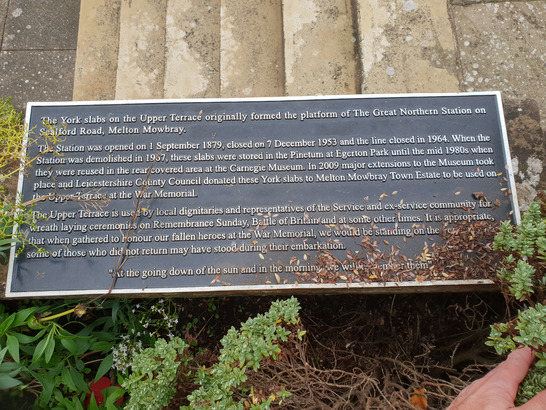 The York slabs on the Upper Terrace originally formed the platform of The Great Northern Station on
Scalford Road, Melton Mowbray.
The Station was opened on 1 September 1879, closed on 7 December 1953 and the line closed in 1964. When the
Station was demolished in 1967, these slabs were stored in the Pinetum at Egerton Park until the mid 1980s when
they were reused in the rear covered area at the Carnegie Museum. In 2009 major extensions to the Museum took
place and Leicestershire County Council donated these York slabs to Melton Mowbray Town Estate to be used on
the Upper Terrace at the War Memorial.
The Upper Terrace is used by local dignitaries and representatives of the Service and ex-service community for
wreath laying ceremonies on Remembrance Sunday, Battle of Britain and at some other times. It is appropriate,
that when gathered to honour our fallen heroes at the War Memorial, we would be standing on the
some of those who did not return may have stood during their embarkation.
"At the going down of the sun and in the morning, we will them"